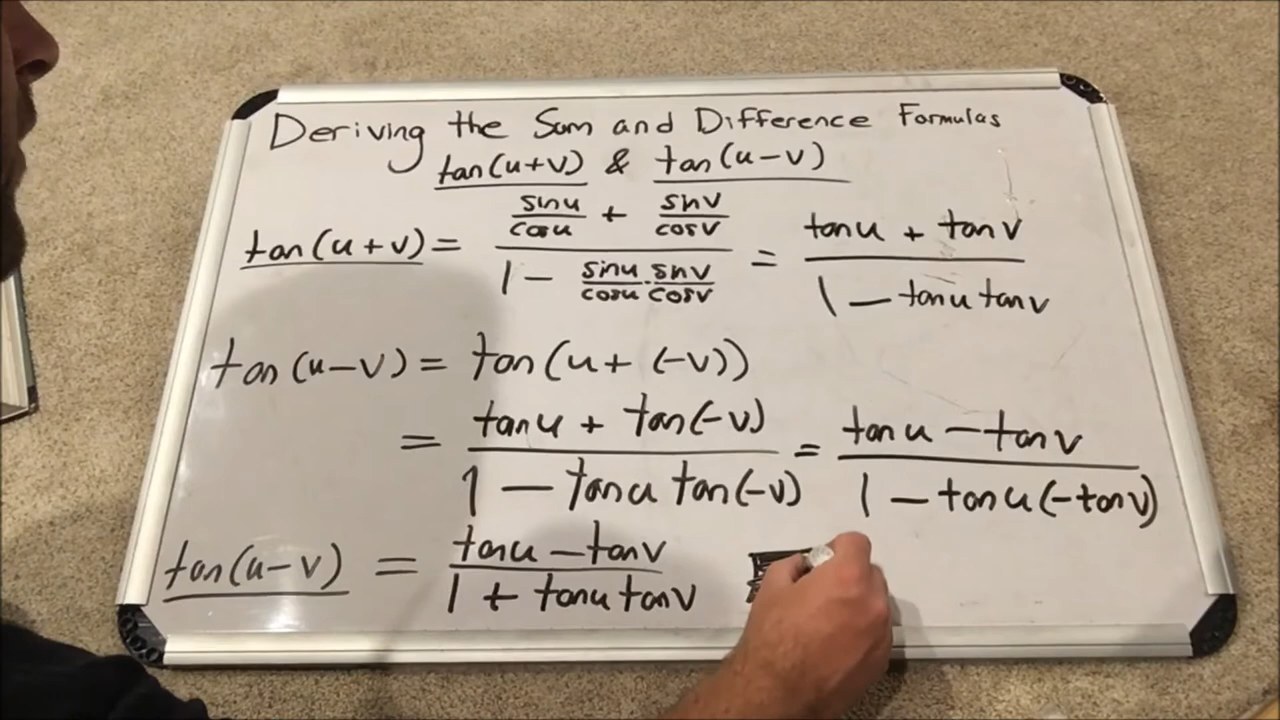 Deriving the Sum and Difference Formulas
tan(u+v) & tan(u-v)
tan(u+v) = (sinu/cosu + sinv/cosv)/(1 - sinu/cosu · sinv/cosv) = (tanu + tanv)/(1 - tanu tanv)
tan(u-v) = tan(u+(-v))
= (tanu + tan(-v))/(1 - tanu tan(-v)) = (tanu - tanv)/(1 - tanu(-tanv))
tan(u-v) = (tanu - tanv)/(1 + tanu tanv)